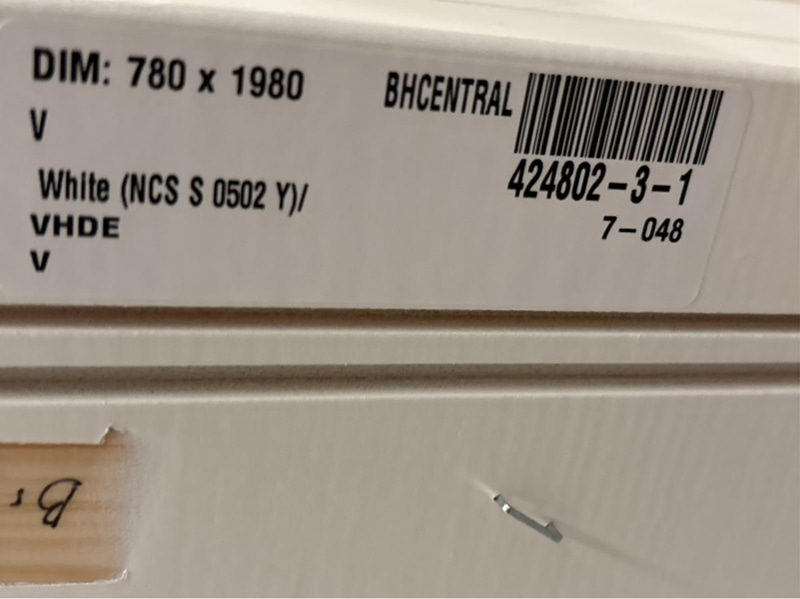 DIM: 780 x 1980
V
White (NCS S 0502 Y)/
VHDE
V
BHCENTRAL
424802-3-1
7-048